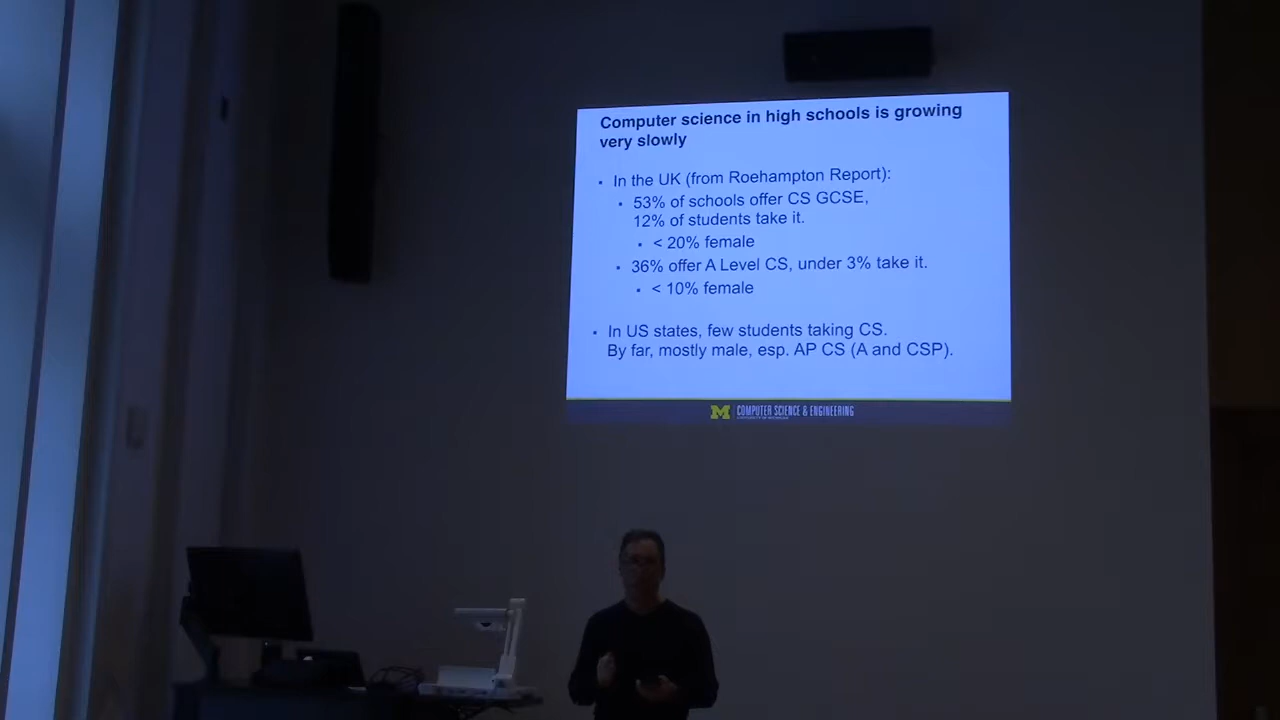 Computer science in high schools is growing
very slowly
In the UK (from Roehampton Report):
53% of schools offer CS GCSE,
12% of students take it.
< 20% female
36% offer A Level CS, under 3% take it.
< 10% female
In US states, few students taking CS.
By far, mostly male, esp. AP CS (A and CSP).
M COMPUTER SCIENCE & ENGINEERING